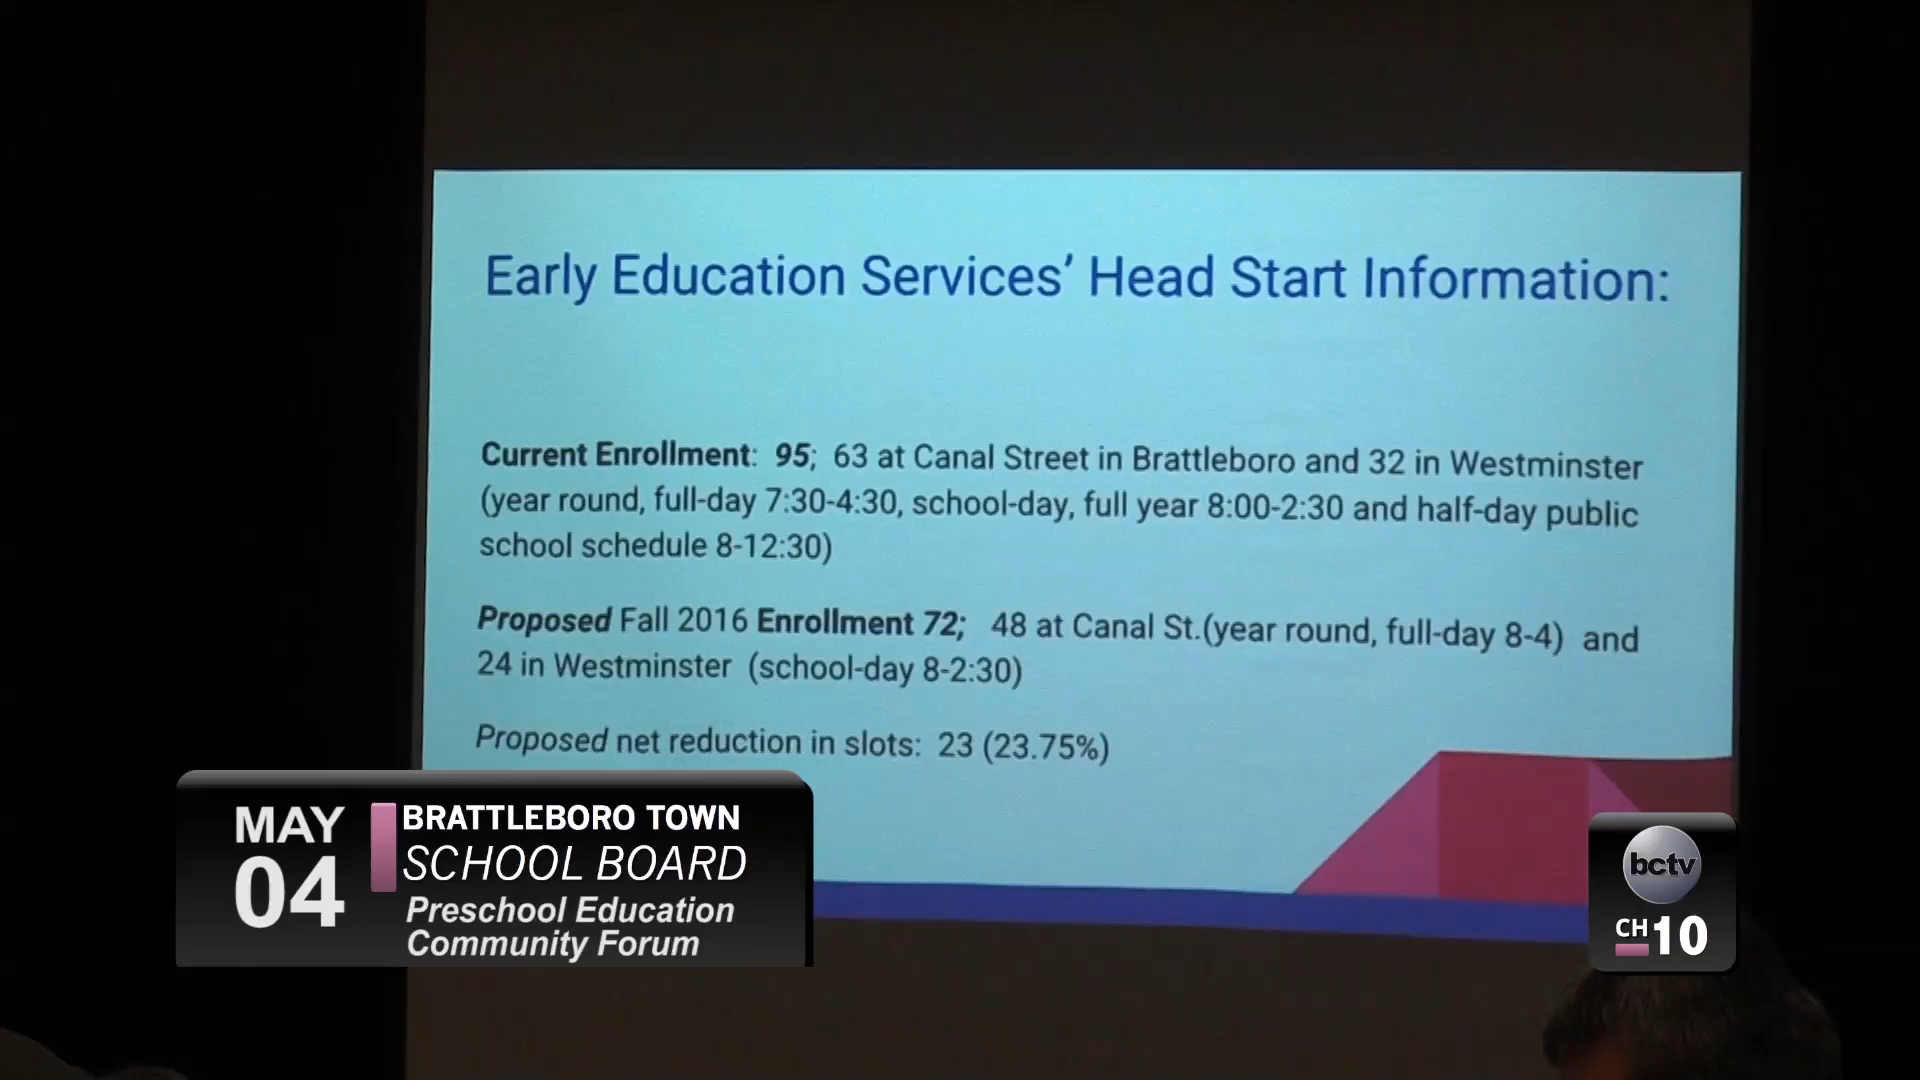 Early Education Services’ Head Start Information:
Current Enrollment: 95; 63 at Canal Street in Brattleboro and 32 in Westminster
(year round, full-day 7:30-4:30, school-day, full year 8:00-2:30 and half-day public
school schedule 8-12:30)
Proposed Fall 2016 Enrollment 72; 48 at Canal St.(year round, full-day 8-4) and
24 in Westminster (school-day 8-2:30)
Proposed net reduction in slots: 23 (23.75%)
MAY
04
BRATTLEBORO TOWN
SCHOOL BOARD
Preschool Education
Community Forum
bctv
CH 10